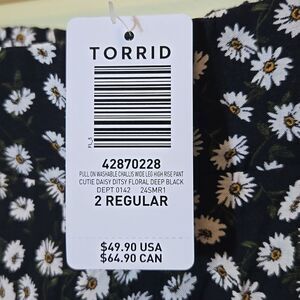 TORRID
FL_S
42870228
PULL ON WASHABLE CHALLIS WIDE LEG HIGH RISE PANT
CUTIE DAISY DITSY FLORAL DEEP BLACK
DEPT 0142 24SMR1
2 REGULAR
$49.90 USA
$64.90 CAN